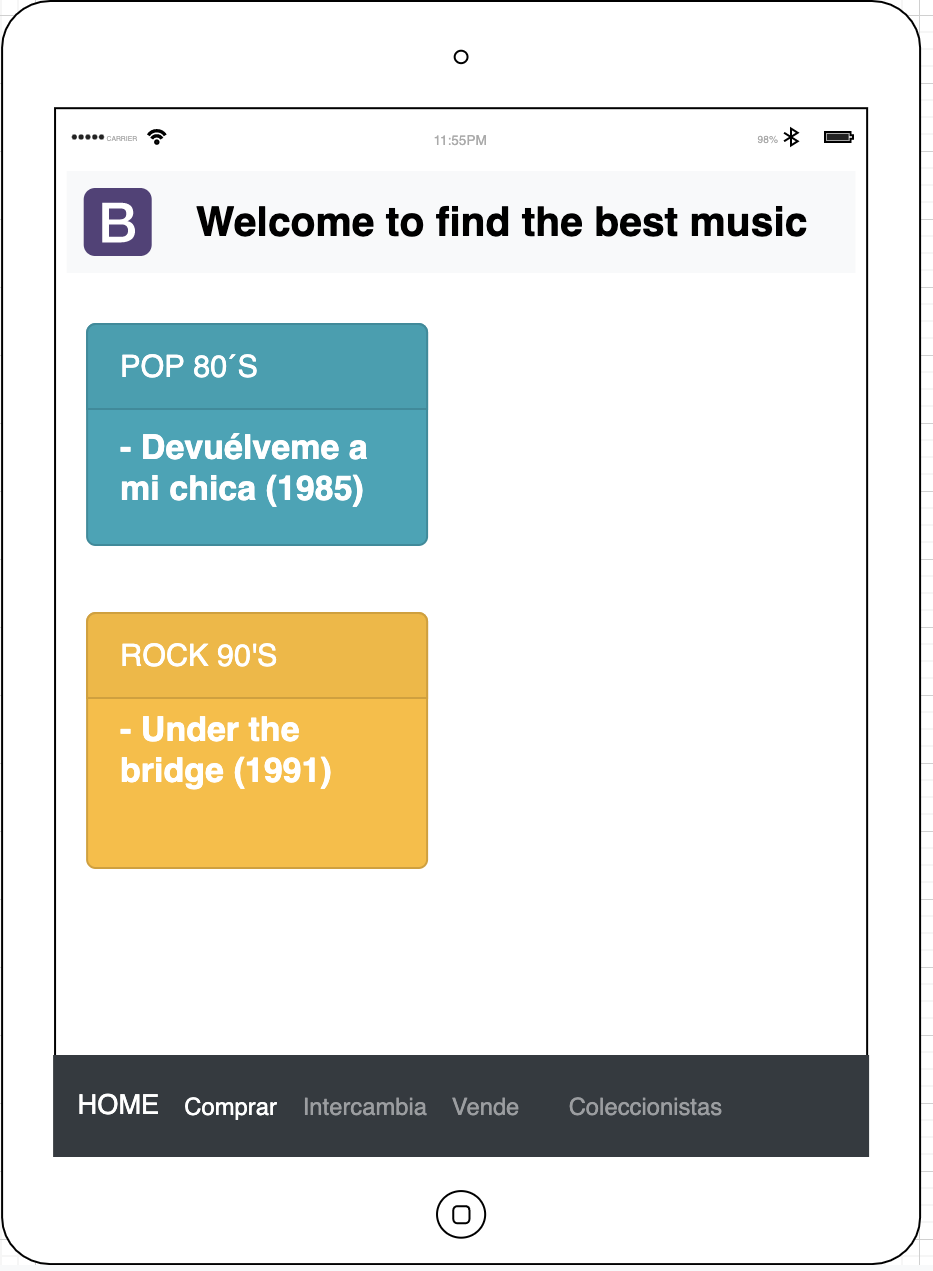 CARRIER 11:55PM 98%
B Welcome to find the best music
POP 80´S
- Devuélveme a
mi chica (1985)
ROCK 90'S
- Under the
bridge (1991)
HOME Comprar Intercambia Vende Coleccionistas